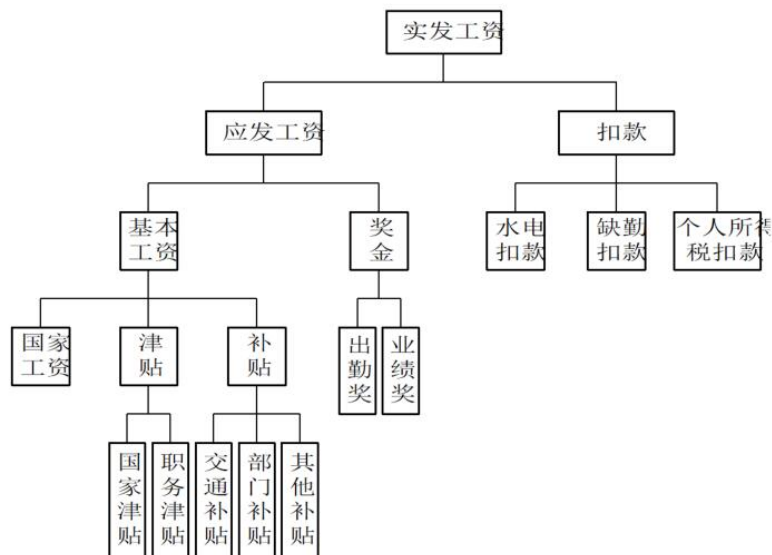 实发工资
应发工资
扣款
基本
工资
奖
金
水电
扣款
缺勤
扣款
个人所得
税扣款
国家
工资
津
贴
补
贴
出
勤
奖
业
绩
奖
国
家
津
贴
职
务
津
贴
交
通
补
贴
部
门
补
贴
其
他
补
贴